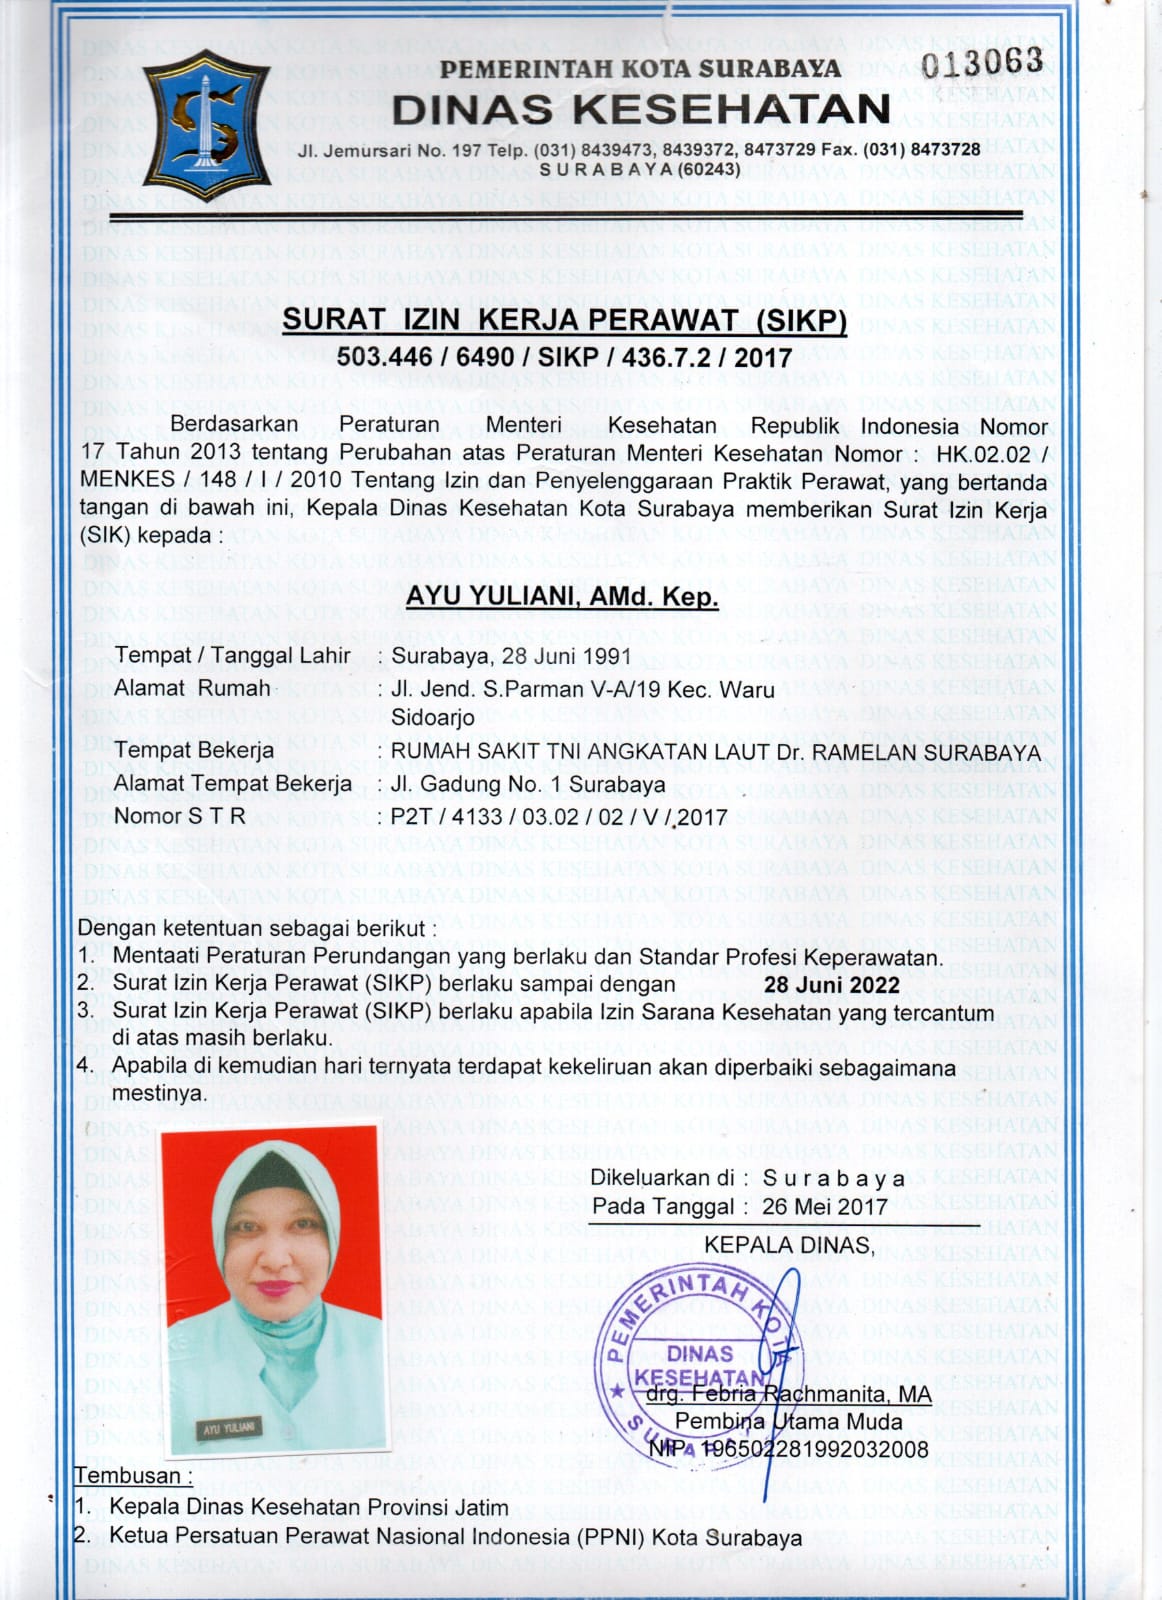 013063
PEMERINTAH KOTA SURABAYA
DINAS KESEHATAN
Jl. Jemursari No. 197 Telp. (031) 8439473, 8439372, 8473729 Fax. (031) 8473728
SURABAYA (60243)
SURAT IZIN KERJA PERAWAT (SIKP)
503.446 / 6490 / SIKP / 436.7.2 / 2017
Berdasarkan Peraturan Menteri Kesehatan Republik Indonesia Nomor
17 Tahun 2013 tentang Perubahan atas Peraturan Menteri Kesehatan Nomor : HK.02.02 /
MENKES / 148 / I / 2010 Tentang Izin dan Penyelenggaraan Praktik Perawat, yang bertanda
tangan di bawah ini, Kepala Dinas Kesehatan Kota Surabaya memberikan Surat Izin Kerja
(SIK) kepada :
AYU YULIANI, AMd. Kep.
Tempat / Tanggal Lahir : Surabaya, 28 Juni 1991
Alamat Rumah : Jl. Jend. S.Parman V-A/19 Kec. Waru
Sidoarjo
Tempat Bekerja : RUMAH SAKIT TNI ANGKATAN LAUT Dr. RAMELAN SURABAYA
Alamat Tempat Bekerja : Jl. Gadung No. 1 Surabaya
Nomor S T R : P2T / 4133 / 03.02 / 02 / V / 2017
Dengan ketentuan sebagai berikut :
1. Mentaati Peraturan Perundangan yang berlaku dan Standar Profesi Keperawatan.
2. Surat Izin Kerja Perawat (SIKP) berlaku sampai dengan 28 Juni 2022
3. Surat Izin Kerja Perawat (SIKP) berlaku apabila Izin Sarana Kesehatan yang tercantum
di atas masih berlaku.
4. Apabila di kemudian hari ternyata terdapat kekeliruan akan diperbaiki sebagaimana
mestinya.
AYU YULIANI
Dikeluarkan di : S u r a b a y a
Pada Tanggal : 26 Mei 2017
KEPALA DINAS,
PEMERINTAH KOTA
DINAS
KESEHATAN
SURABAYA
drg. Febria Rachmanita, MA
Pembina Utama Muda
NIP. 196502281992032008
Tembusan :
1. Kepala Dinas Kesehatan Provinsi Jatim
2. Ketua Persatuan Perawat Nasional Indonesia (PPNI) Kota Surabaya